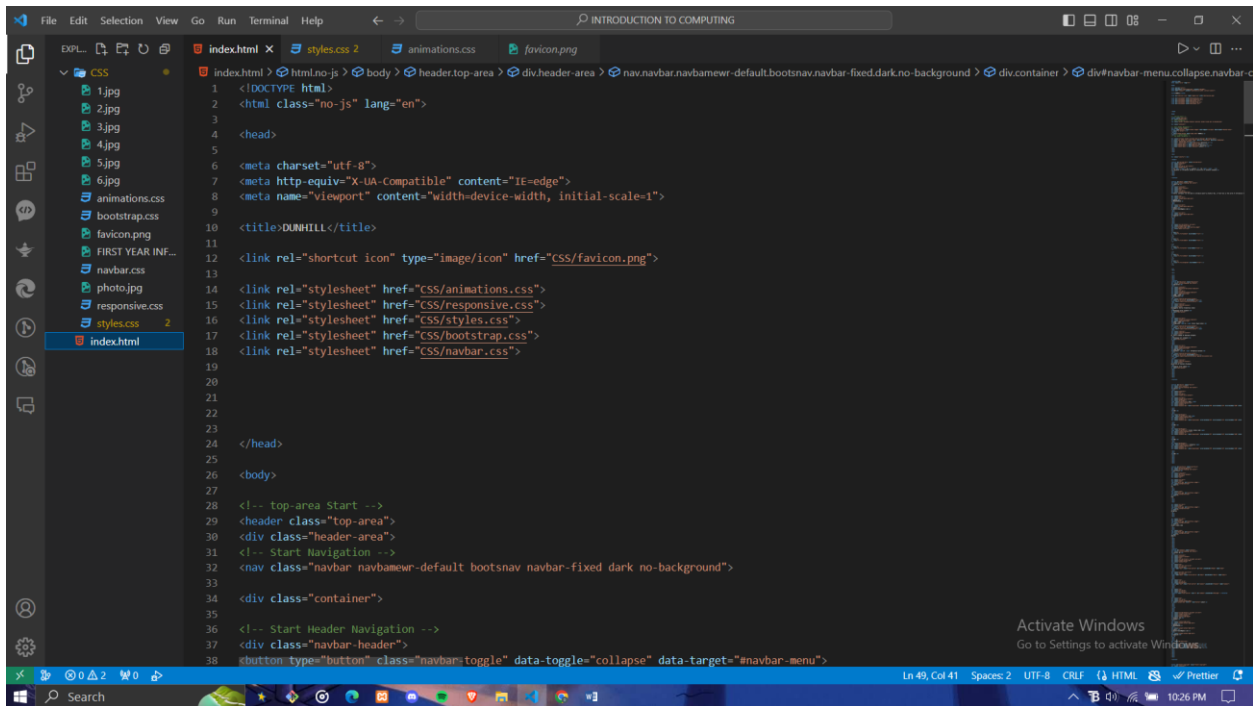 File Edit Selection View Go Run Terminal Help INTRODUCTION TO COMPUTING
EXPL...
index.html styles.css 2 animations.css favicon.png
index.html > html.no-js > body > header.top-area > div.header-area > nav.navbar.navbamewr-default.bootsnav.navbar-fixed.dark.no-background > div.container > div#navbar-menu.collapse.navbar-c
CSS
1.jpg
2.jpg
3.jpg
4.jpg
5.jpg
6.jpg
animations.css
bootstrap.css
favicon.png
FIRST YEAR INF...
navbar.css
photo.jpg
responsive.css
styles.css 2
index.html
1 <!DOCTYPE html>
2 <html class="no-js" lang="en">
3
4 <head>
5
6 <meta charset="utf-8">
7 <meta http-equiv="X-UA-Compatible" content="IE=edge">
8 <meta name="viewport" content="width=device-width, initial-scale=1">
9
10 <title>DUNHILL</title>
11
12 <link rel="shortcut icon" type="image/icon" href="CSS/favicon.png">
13
14 <link rel="stylesheet" href="CSS/animations.css">
15 <link rel="stylesheet" href="CSS/responsive.css">
16 <link rel="stylesheet" href="CSS/styles.css">
17 <link rel="stylesheet" href="CSS/bootstrap.css">
18 <link rel="stylesheet" href="CSS/navbar.css">
19
20
21
22
23
24 </head>
25
26 <body>
27
28 <!-- top-area Start -->
29 <header class="top-area">
30 <div class="header-area">
31 <!-- Start Navigation -->
32 <nav class="navbar navbamewr-default bootsnav navbar-fixed dark no-background">
33
34 <div class="container">
35
36 <!-- Start Header Navigation -->
37 <div class="navbar-header">
38 <button type="button" class="navbar-toggle" data-toggle="collapse" data-target="#navbar-menu">
Activate Windows
Go to Settings to activate Windows.
0 2 0 Ln 49, Col 41 Spaces: 2 UTF-8 CRLF HTML Prettier
Search 10:26 PM